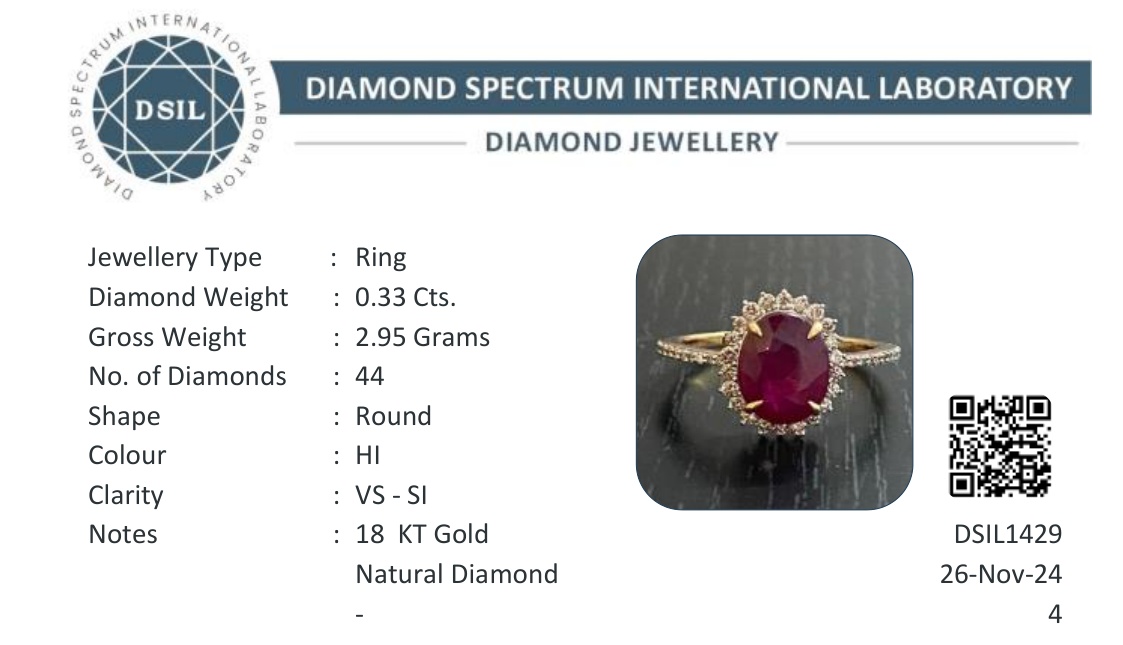 DIAMOND SPECTRUM INTERNATIONAL LABORATORY
DSIL
DIAMOND SPECTRUM INTERNATIONAL LABORATORY
DIAMOND JEWELLERY
Jewellery Type : Ring
Diamond Weight : 0.33 Cts.
Gross Weight : 2.95 Grams
No. of Diamonds : 44
Shape : Round
Colour : HI
Clarity : VS - SI
Notes : 18 KT Gold
Natural Diamond
-
DSIL1429
26-Nov-24
4